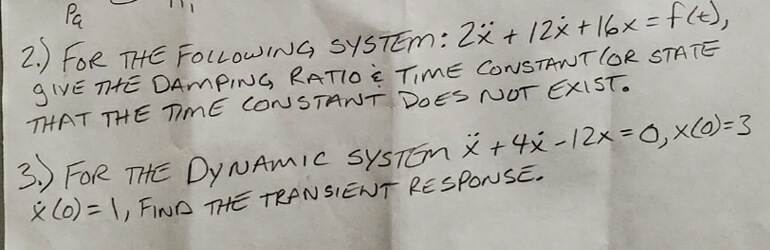 Pa
2.) FOR THE FOLLOWING SYSTEM: 2ẍ + 12ẋ + 16x = f(t),
gIVE THE DAMPING RATIO & TIME CONSTANT (OR STATE
THAT THE TIME CONSTANT DOES NOT EXIST.
3.) FOR THE DYNAMIC SYSTEM ẍ + 4ẋ - 12x = 0, x(0) = 3
ẋ(0) = 1, FIND THE TRANSIENT RESPONSE.